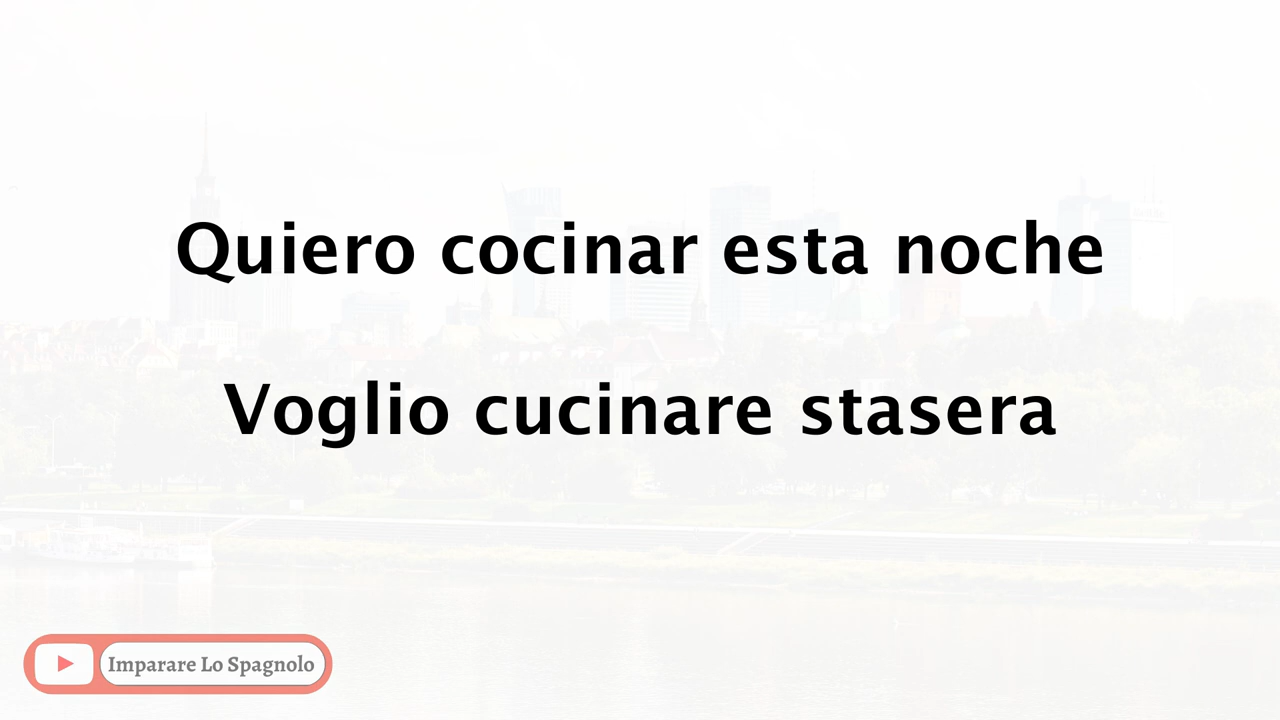 Quiero cocinar esta noche
Voglio cucinare stasera
Imparare Lo Spagnolo